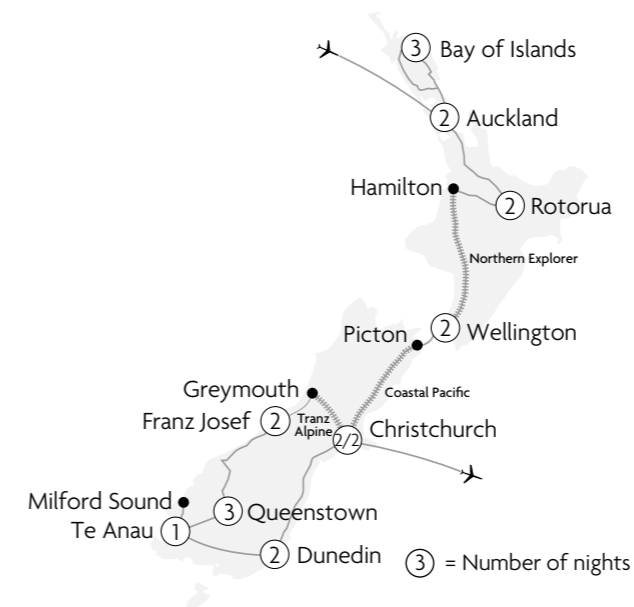 3 Bay of Islands
2 Auckland
Hamilton
2 Rotorua
Northern Explorer
2 Wellington
Picton
Greymouth
Coastal Pacific
Franz Josef 2
Tranz
Alpine
2/2 Christchurch
Milford Sound
3 Queenstown
Te Anau 1
2 Dunedin
3 = Number of nights